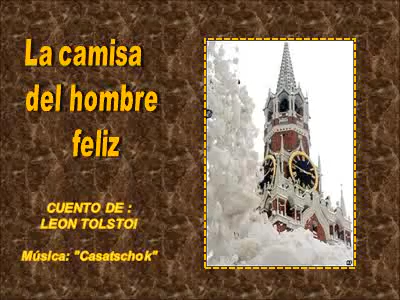 La camisa
del hombre
feliz
CUENTO DE :
LEON TOLSTOI
Música: "Casatschok"